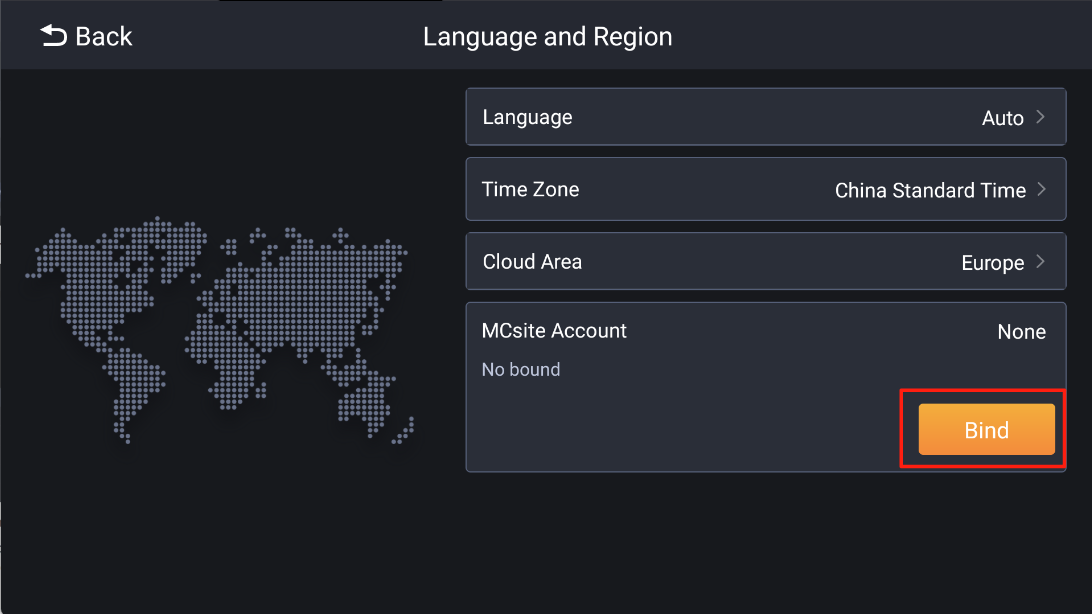 Back
Language and Region
Language
Auto
Time Zone
China Standard Time
Cloud Area
Europe
MCsite Account
None
No bound
Bind